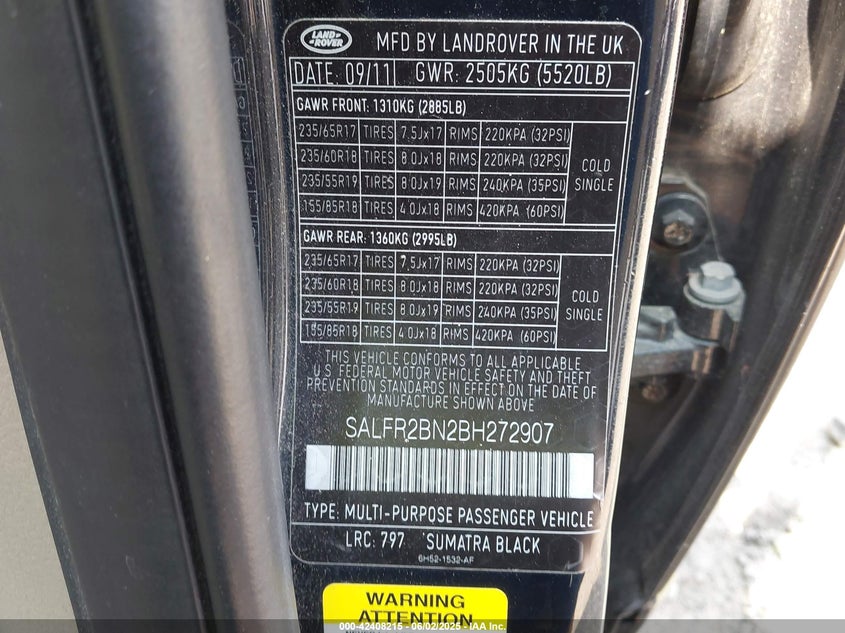 LAND
ROVER
MFD BY LANDROVER IN THE UK
DATE: 09/11 GWR: 2505KG (5520LB)
GAWR FRONT: 1310KG (2885LB)
235/65R17 TIRES 7.5Jx17 RIMS 220KPA (32PSI)
235/60R18 TIRES 8.0Jx18 RIMS 220KPA (32PSI)
235/55R19 TIRES 8.0Jx19 RIMS 240KPA (35PSI)
155/85R18 TIRES 4.0Jx18 RIMS 420KPA (60PSI)
COLD
SINGLE
GAWR REAR: 1360KG (2995LB)
235/65R17 TIRES 7.5Jx17 RIMS 220KPA (32PSI)
235/60R18 TIRES 8.0Jx18 RIMS 220KPA (32PSI)
235/55R19 TIRES 8.0Jx19 RIMS 240KPA (35PSI)
155/85R18 TIRES 4.0Jx18 RIMS 420KPA (60PSI)
COLD
SINGLE
THIS VEHICLE CONFORMS TO ALL APPLICABLE
U.S. FEDERAL MOTOR VEHICLE SAFETY AND THEFT
PREVENTION STANDARDS IN EFFECT ON THE DATE OF
MANUFACTURE SHOWN ABOVE
SALFR2BN2BH272907
TYPE: MULTI-PURPOSE PASSENGER VEHICLE
LRC: 797 SUMATRA BLACK
6H52-1532-AF
WARNING
ATTENTION
000-42408215 - 06/02/2025 - IAA Inc.